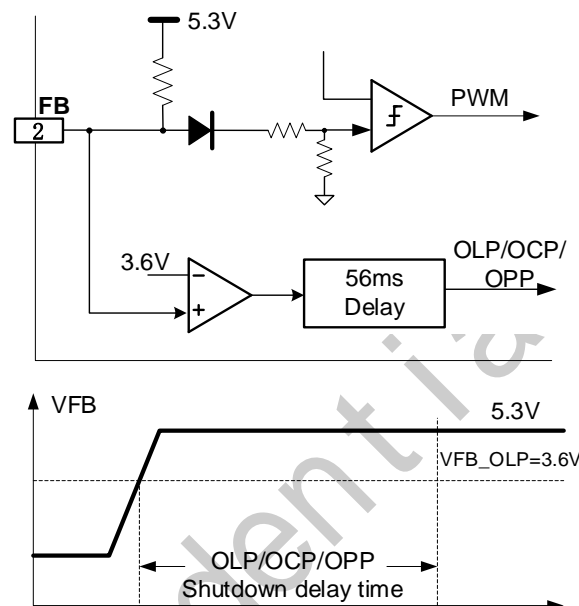 5.3V
FB
2
PWM
3.6V
56ms
Delay
OLP/OCP/
OPP
VFB
5.3V
VFB_OLP=3.6V
OLP/OCP/OPP
Shutdown delay time
dentia